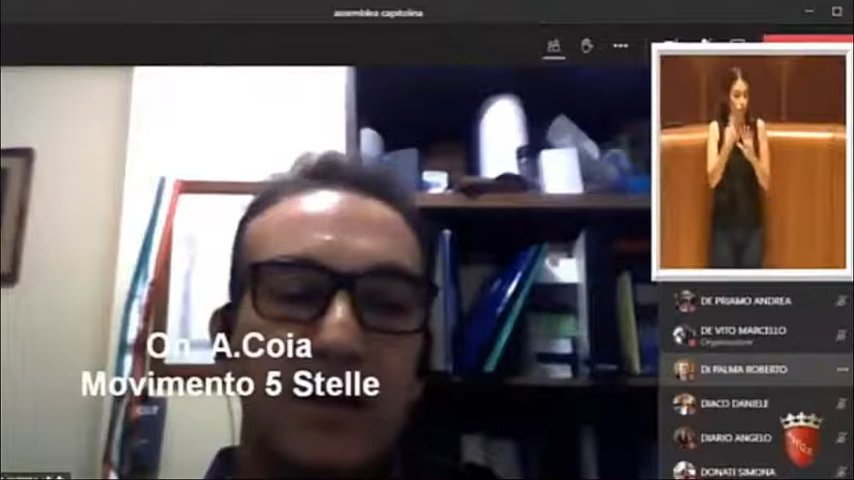 assemblea capitolina
On A.Coia
Movimento 5 Stelle
DE PRIAMO ANDREA
DE VITO MARCELLO
Organizzatore
DI PALMA ROBERTO
DIACO DANIELE
DIARIO ANGELO
DONATI SIMONA